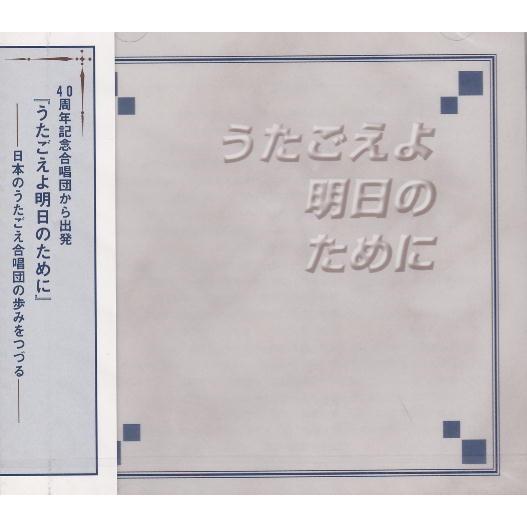 40周年記念合唱団から出発
『うたごえよ明日のために』
──日本のうたごえ合唱団の歩みをつづる──
うたごえよ
明日の
ために